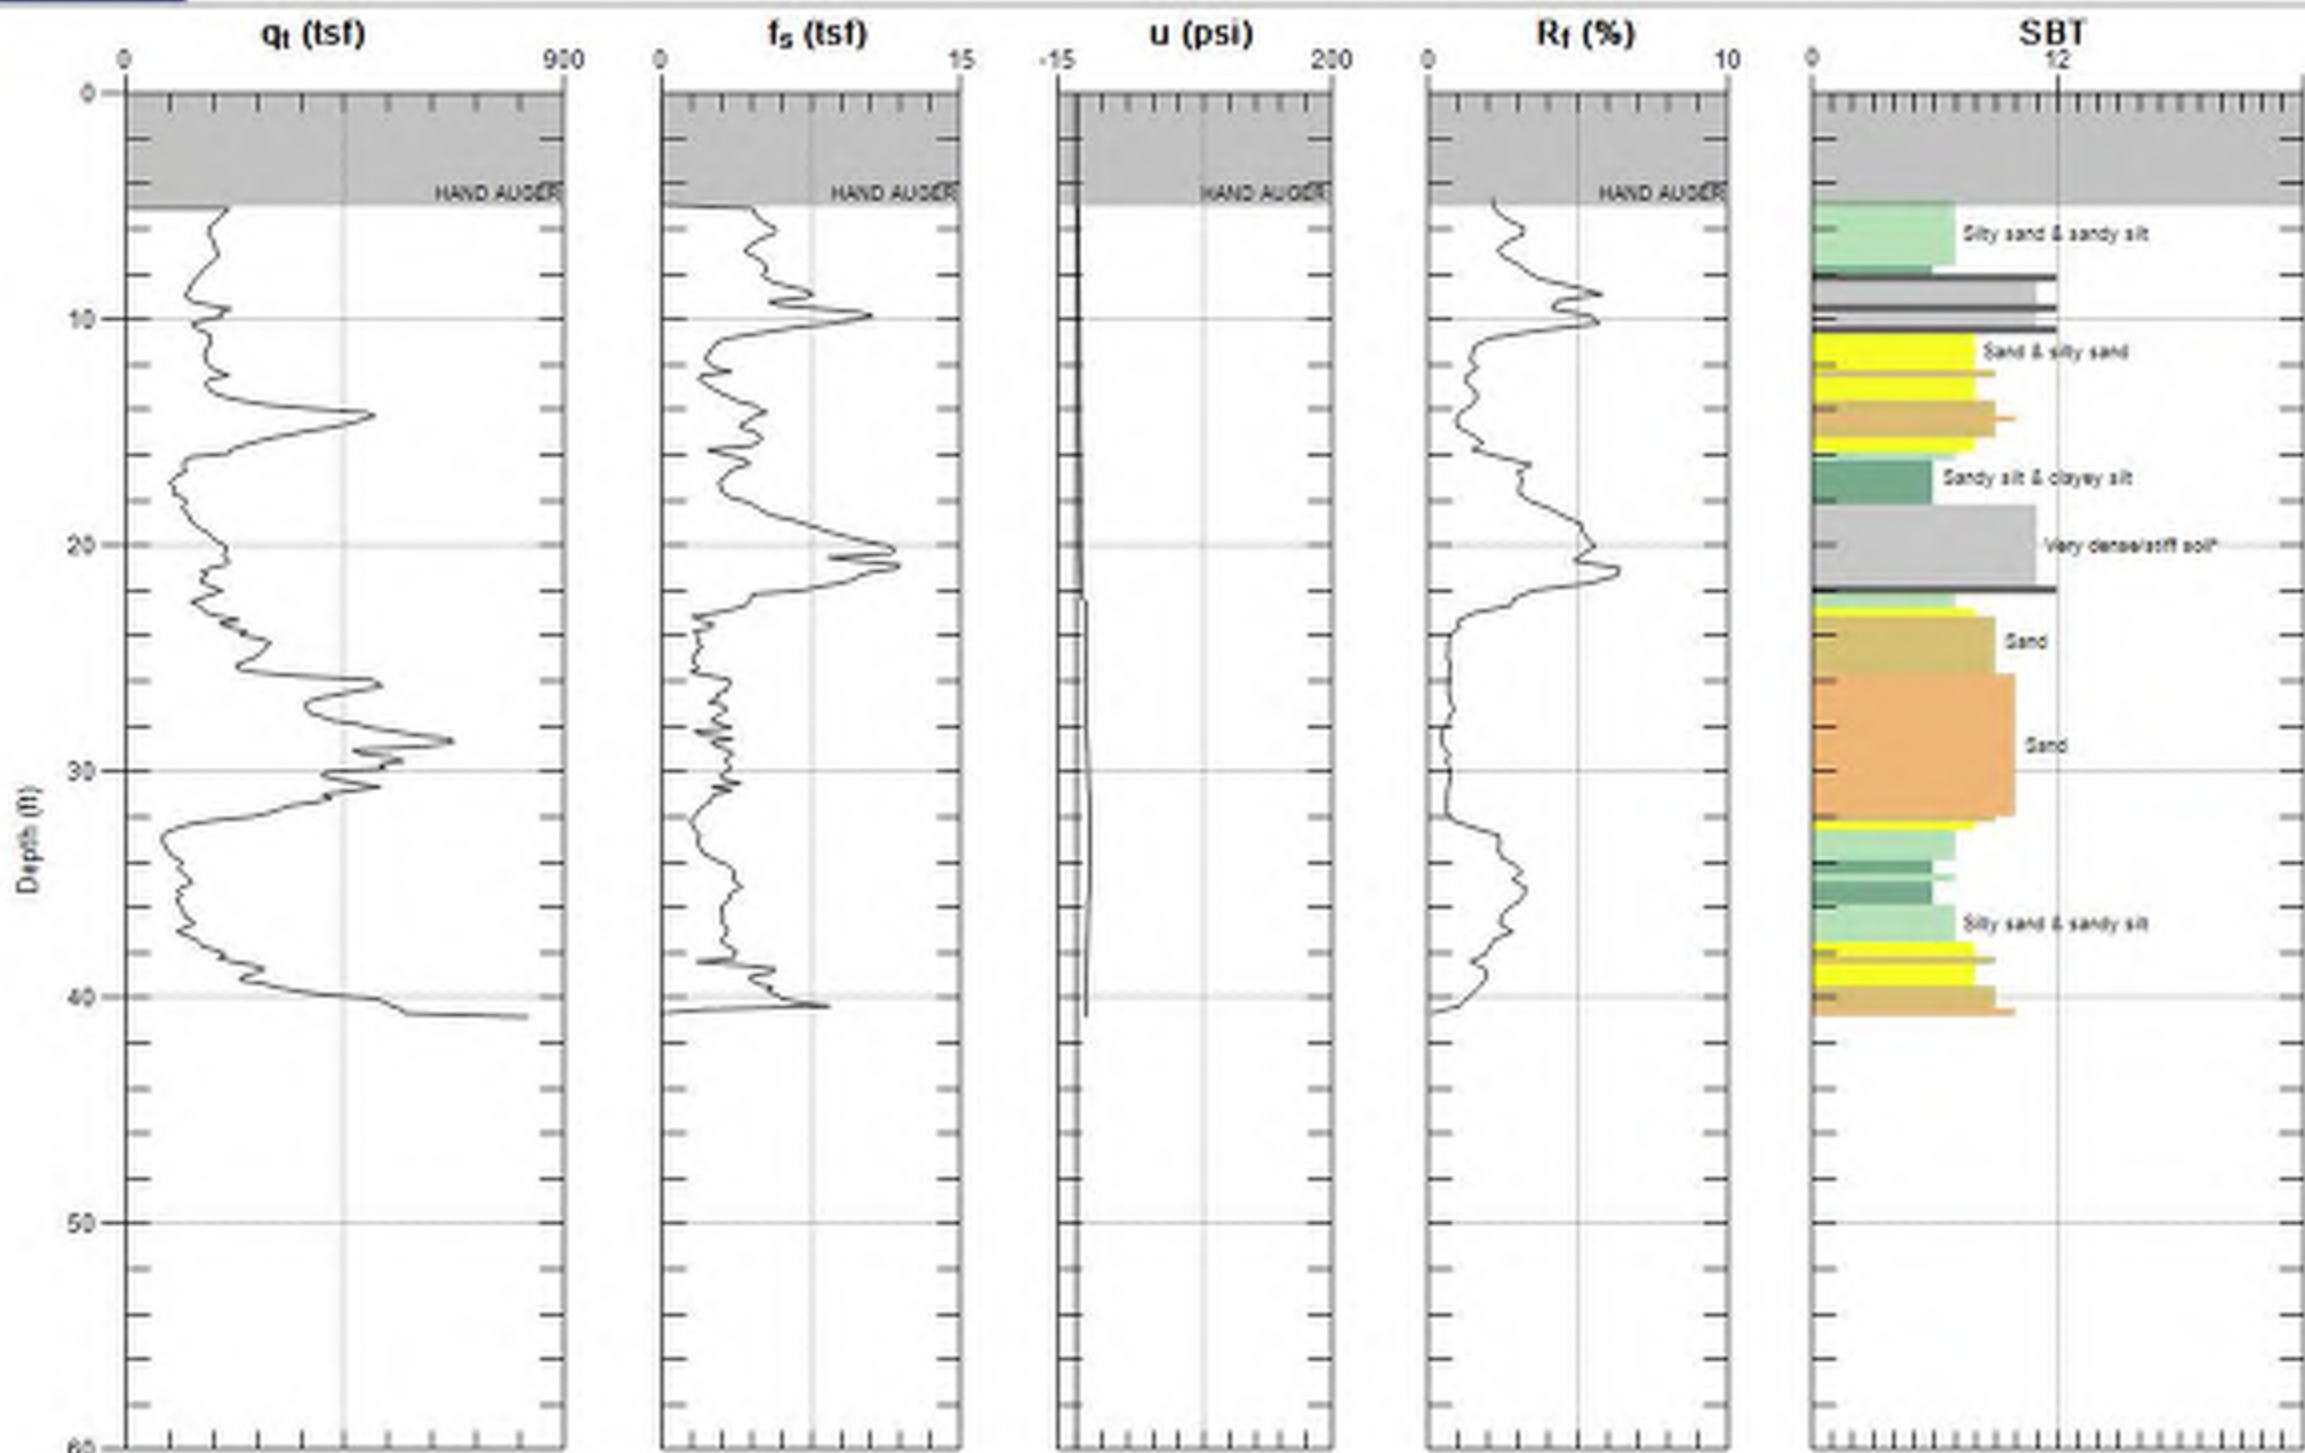 qt (tsf) fs (tsf) u (psi) Rf (%) SBT
0 900 0 15 -15 200 0 10 0 12
0
HAND AUGER HAND AUGER HAND AUGER HAND AUGER
Silty sand & sandy silt
10
Sand & silty sand
Sandy silt & clayey silt
20
Very dense/stiff soil*
Sand
Sand
30
Depth (ft)
Silty sand & sandy silt
40
50
60